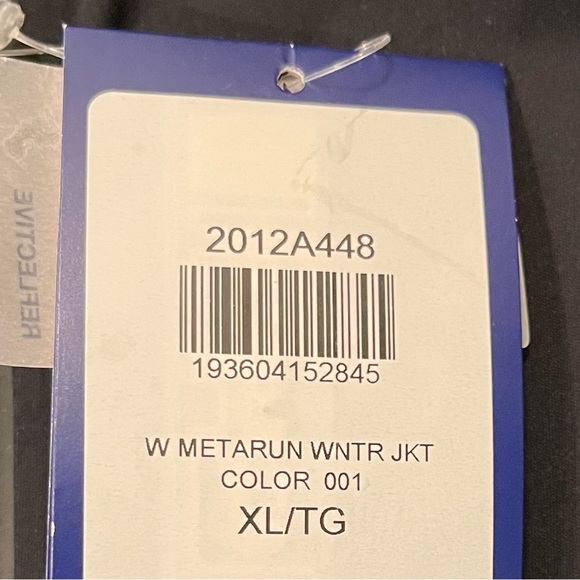 REFLECTIVE
2012A448
193604152845
W METARUN WNTR JKT
COLOR 001
XL/TG